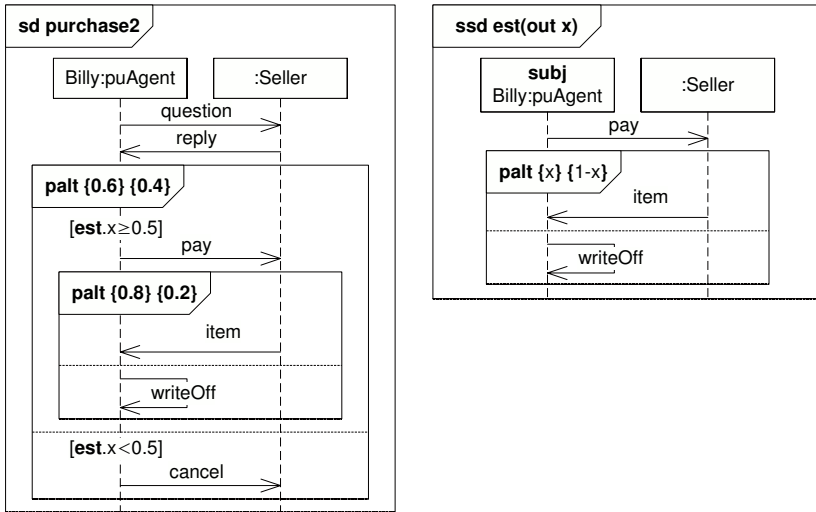 sd purchase2
Billy:puAgent
:Seller
question
reply
palt {0.6} {0.4}
[est.x≥0.5]
pay
palt {0.8} {0.2}
item
writeOff
[est.x<0.5]
cancel
ssd est(out x)
subj
Billy:puAgent
:Seller
pay
palt {x} {1-x}
item
writeOff